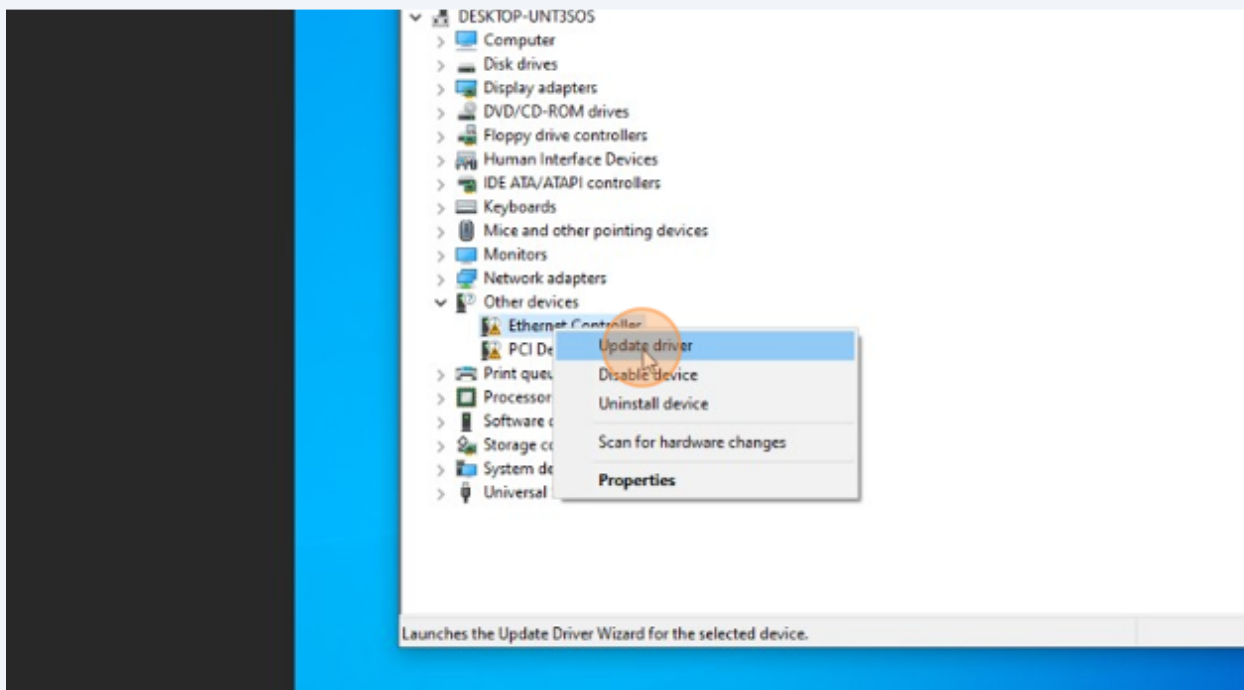 DESKTOP-UNT3SOS
Computer
Disk drives
Display adapters
DVD/CD-ROM drives
Floppy drive controllers
Human Interface Devices
IDE ATA/ATAPI controllers
Keyboards
Mice and other pointing devices
Monitors
Network adapters
Other devices
Ethernet Controller
PCI De
Print queu
Processor
Software
Storage co
System de
Universal
Update driver
Disable device
Uninstall device
Scan for hardware changes
Properties
Launches the Update Driver Wizard for the selected device.